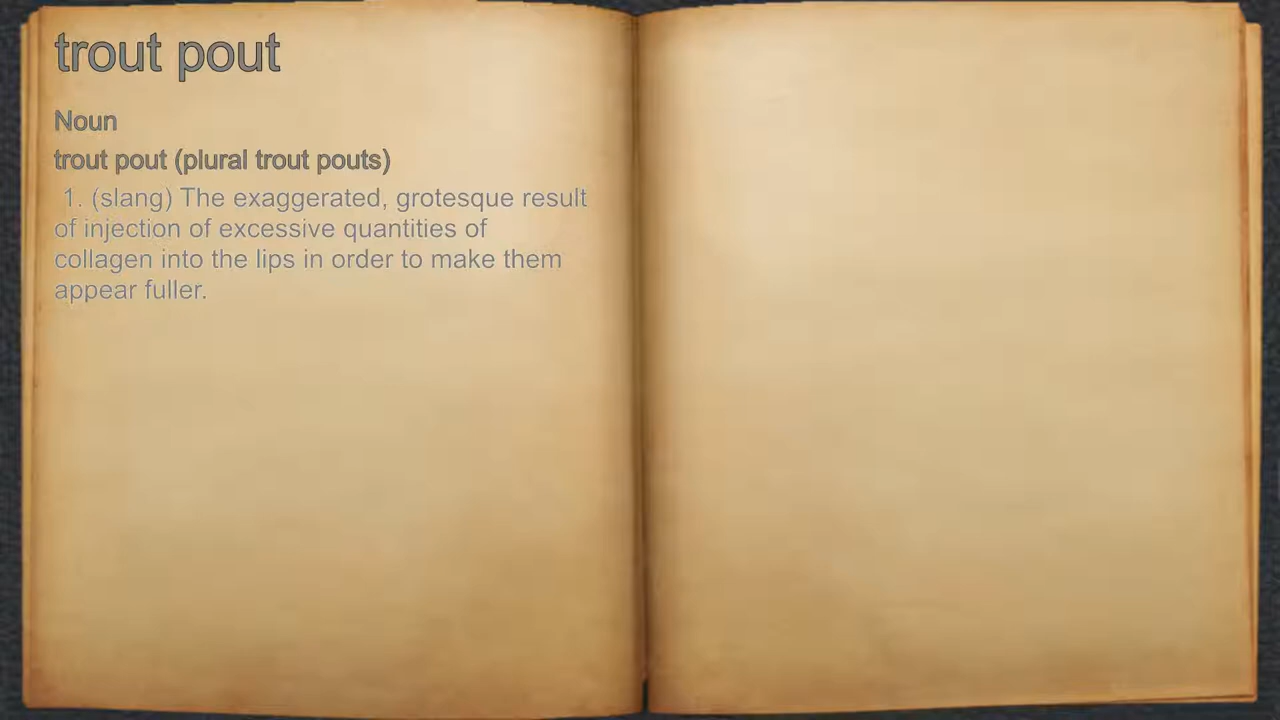 trout pout
Noun
trout pout (plural trout pouts)
1. (slang) The exaggerated, grotesque result
of injection of excessive quantities of
collagen into the lips in order to make them
appear fuller.